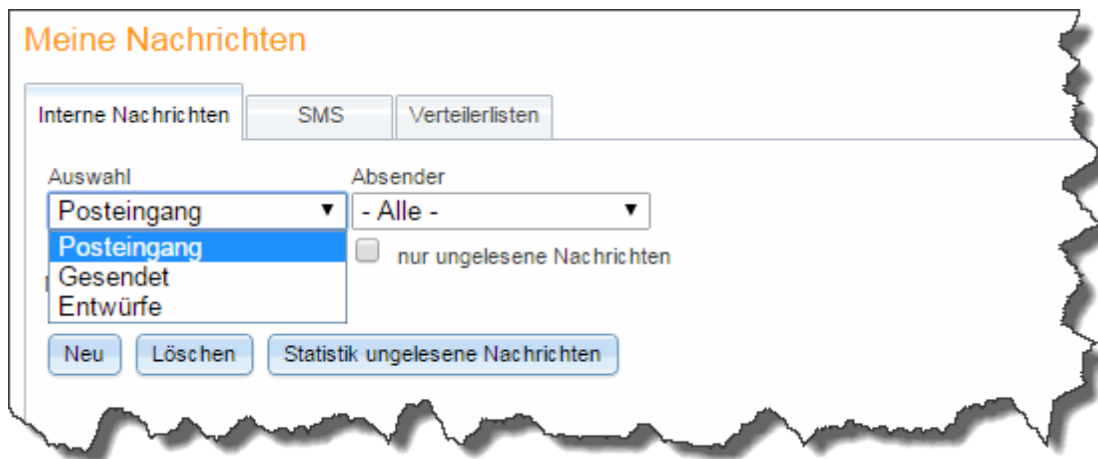 Meine Nachrichten
Interne Nachrichten SMS Verteilerlisten
Auswahl Absender
Posteingang - Alle -
Posteingang
nur ungelesene Nachrichten
Gesendet
Entwürfe
Neu Löschen Statistik ungelesene Nachrichten